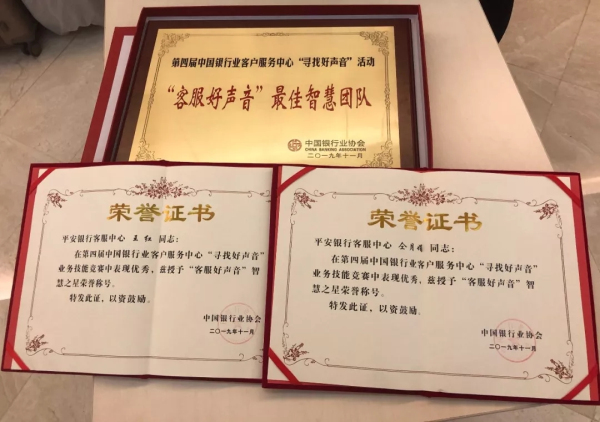 第四届中国银行业客户服务中心“寻找好声音”活动
“客服好声音”最佳智慧团队
中国银行业协会
CHINA BANKING ASSOCIATION
二〇一九年十一月
荣誉证书
平安银行客服中心 王红 同志：
在第四届中国银行业客户服务中心“寻找好声音”
业务技能竞赛中表现优秀，兹授予“客服好声音”智
慧之星荣誉称号。
特发此证，以资鼓励。
中国银行业协会
二〇一九年十一月
荣誉证书
平安银行客服中心 同志：
在第四届中国银行业客户服务中心“寻找好声音”
业务技能竞赛中表现优秀，兹授予“客服好声音”智
慧之星荣誉称号。
特发此证，以资鼓励。
中国银行业协会
二〇一九年十一月